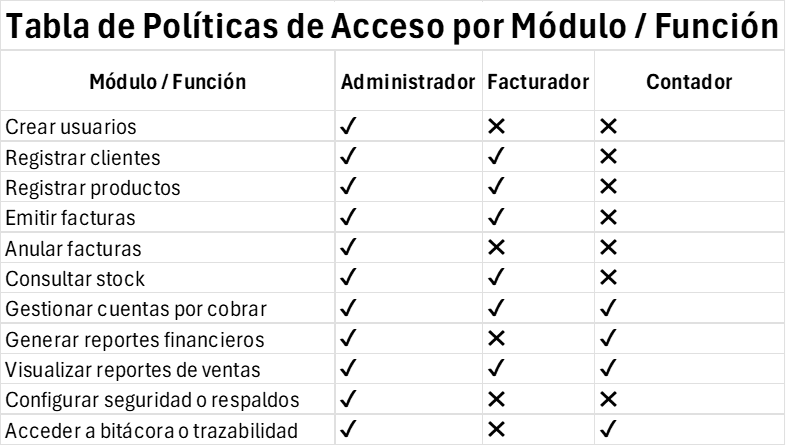 Tabla de Políticas de Acceso por Módulo / Función
Módulo / Función Administrador Facturador Contador
Crear usuarios ✓ ✕ ✕
Registrar clientes ✓ ✓ ✕
Registrar productos ✓ ✓ ✕
Emitir facturas ✓ ✓ ✕
Anular facturas ✓ ✕ ✕
Consultar stock ✓ ✓ ✕
Gestionar cuentas por cobrar ✓ ✓ ✓
Generar reportes financieros ✓ ✕ ✓
Visualizar reportes de ventas ✓ ✓ ✓
Configurar seguridad o respaldos ✓ ✕ ✕
Acceder a bitácora o trazabilidad ✓ ✕ ✓